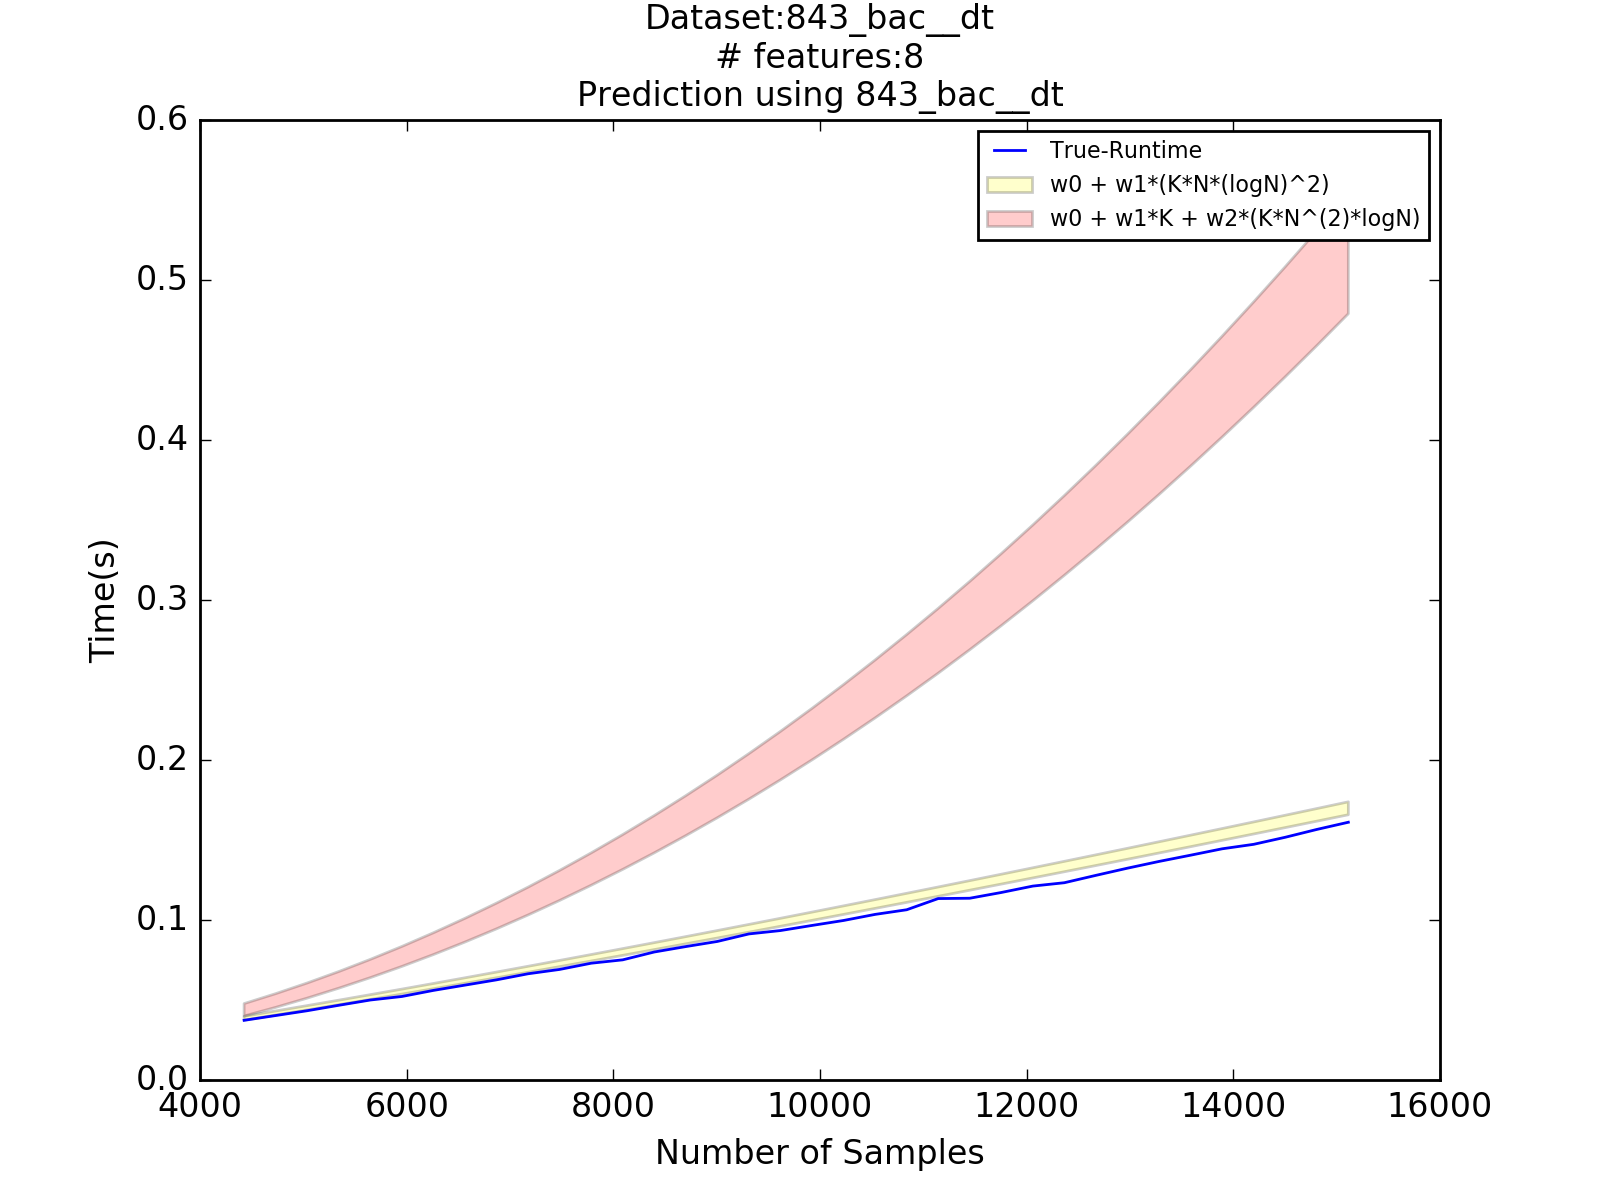 Dataset:843_bac__dt
# features:8
Prediction using 843_bac__dt
True-Runtime
w0 + w1*(K*N*(logN)^2)
w0 + w1*K + w2*(K*N^(2)*logN)
0.6
0.5
0.4
0.3
0.2
0.1
0.0
Time(s)
4000 6000 8000 10000 12000 14000 16000
Number of Samples